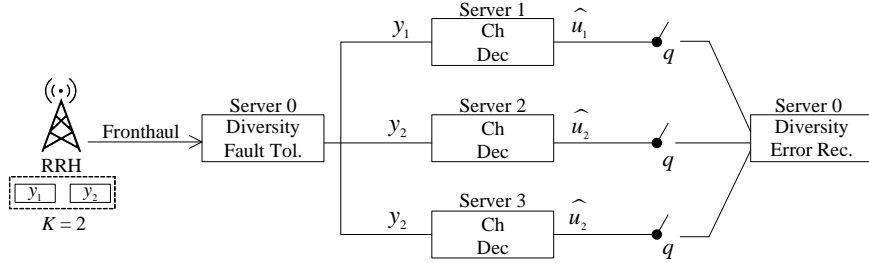 Server 1
y₁
Ch
Dec
û₁
q
Server 0
Diversity
Fault Tol.
Fronthaul
RRH
y₁ y₂
K = 2
Server 2
y₂
Ch
Dec
û₂
q
Server 0
Diversity
Error Rec.
Server 3
y₂
Ch
Dec
û₂
q